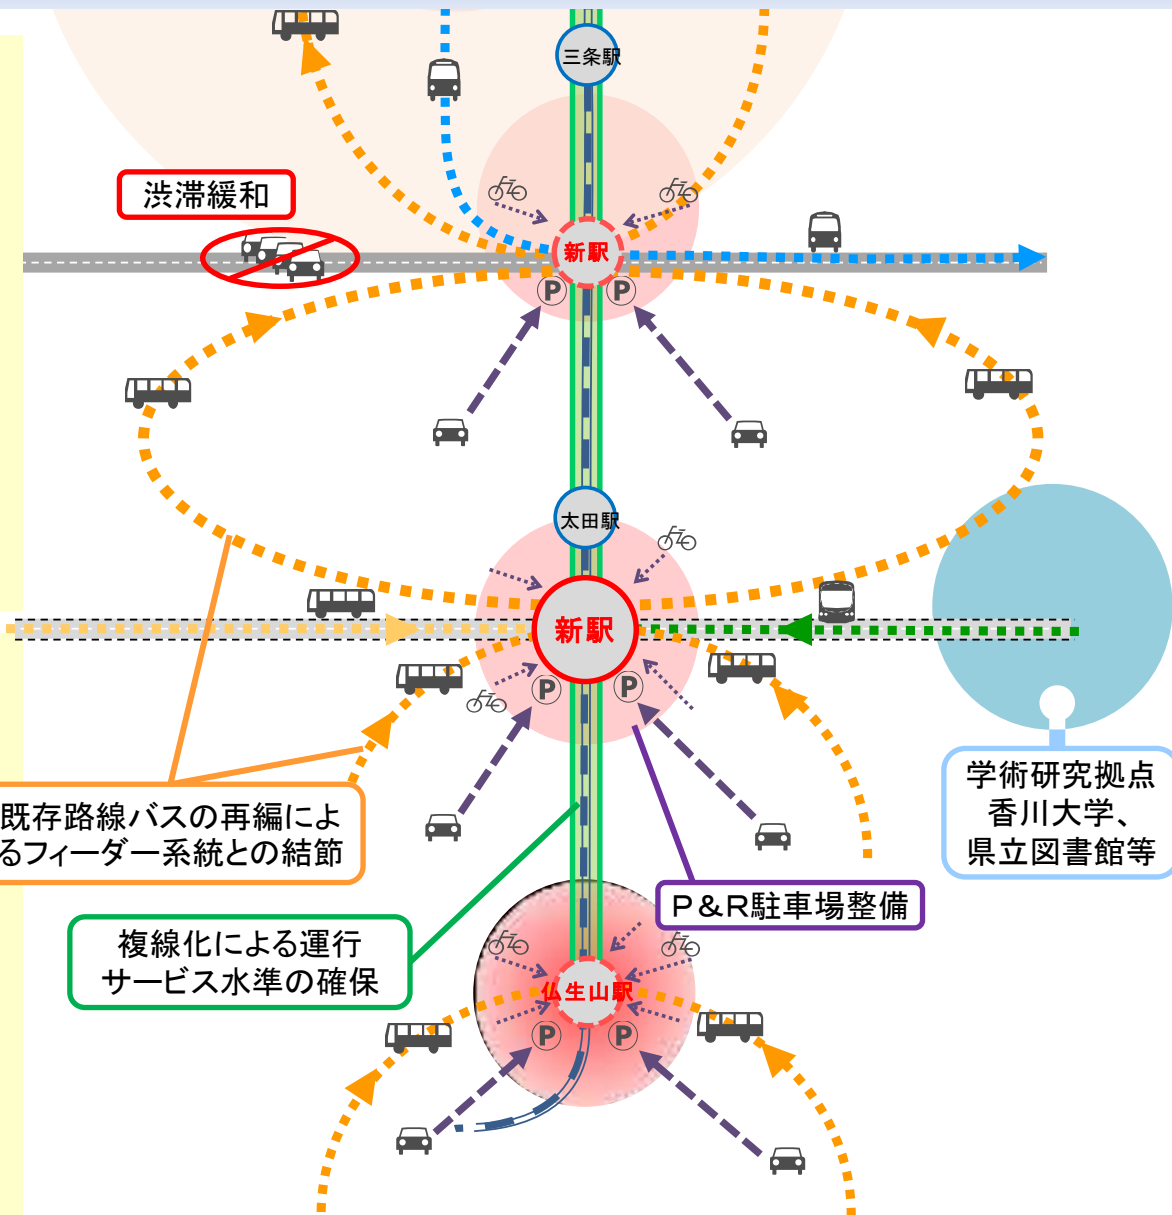 三条駅
渋滞緩和
新駅
P
P
太田駅
新駅
P
P
学術研究拠点
香川大学、
県立図書館等
既存路線バスの再編によ
るフィーダー系統との結節
P&R駐車場整備
複線化による運行
サービス水準の確保
仏生山駅
P
P